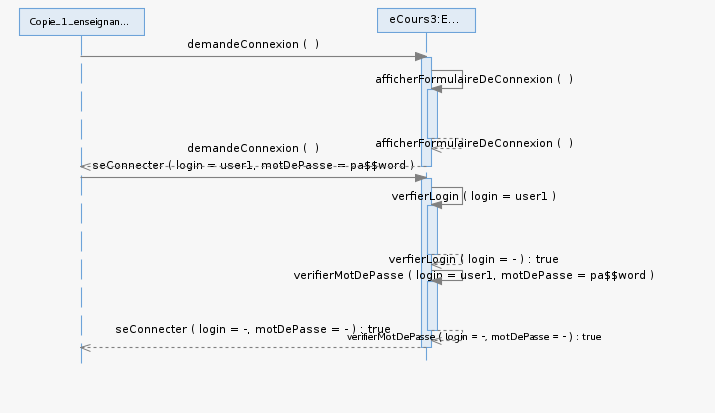 Copie_1_enseignan...
eCours3:E...
demandeConnexion ( )
afficherFormulaireDeConnexion ( )
afficherFormulaireDeConnexion ( )
demandeConnexion ( )
seConnecter ( login = user1, motDePasse = pa$$word )
verfierLogin ( login = user1 )
verfierLogin ( login = - ) : true
verifierMotDePasse ( login = user1, motDePasse = pa$$word )
seConnecter ( login = -, motDePasse = - ) : true
verifierMotDePasse ( login = -, motDePasse = - ) : true